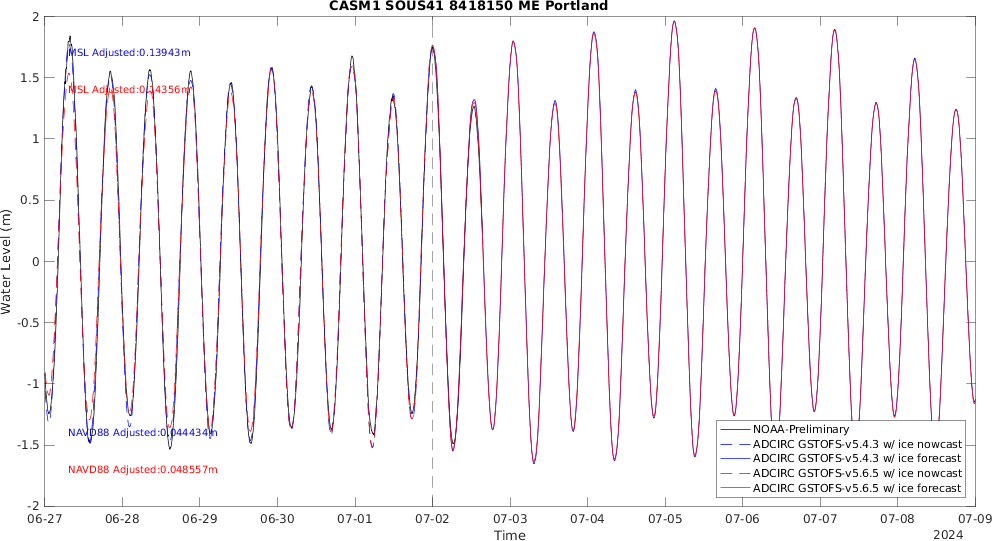 CASM1 SOUS41 8418150 ME Portland
MSL Adjusted:0.13943m
MSL Adjusted:0.14356m
NAVD88 Adjusted:0.044434m
NAVD88 Adjusted:0.048557m
Water Level (m)
2
1.5
1
0.5
0
-0.5
-1
-1.5
-2
NOAA-Preliminary
ADCIRC GSTOFS-v5.4.3 w/ ice nowcast
ADCIRC GSTOFS-v5.4.3 w/ ice forecast
ADCIRC GSTOFS-v5.6.5 w/ ice nowcast
ADCIRC GSTOFS-v5.6.5 w/ ice forecast
06-27 06-28 06-29 06-30 07-01 07-02 07-03 07-04 07-05 07-06 07-07 07-08 07-09
Time
2024